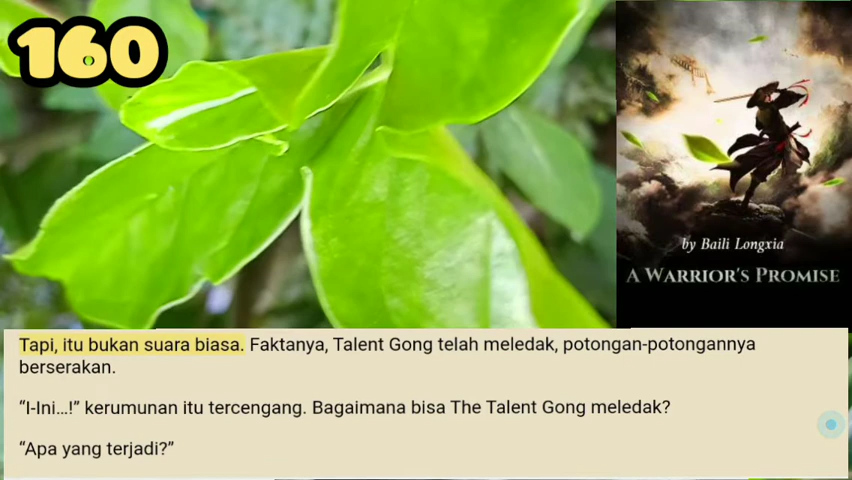 160
by Baili Longxia
A WARRIOR'S PROMISE
Tapi, itu bukan suara biasa. Faktanya, Talent Gong telah meledak, potongan-potongannya
berserakan.
“I-Ini…!” kerumunan itu tercengang. Bagaimana bisa The Talent Gong meledak?
“Apa yang terjadi?”